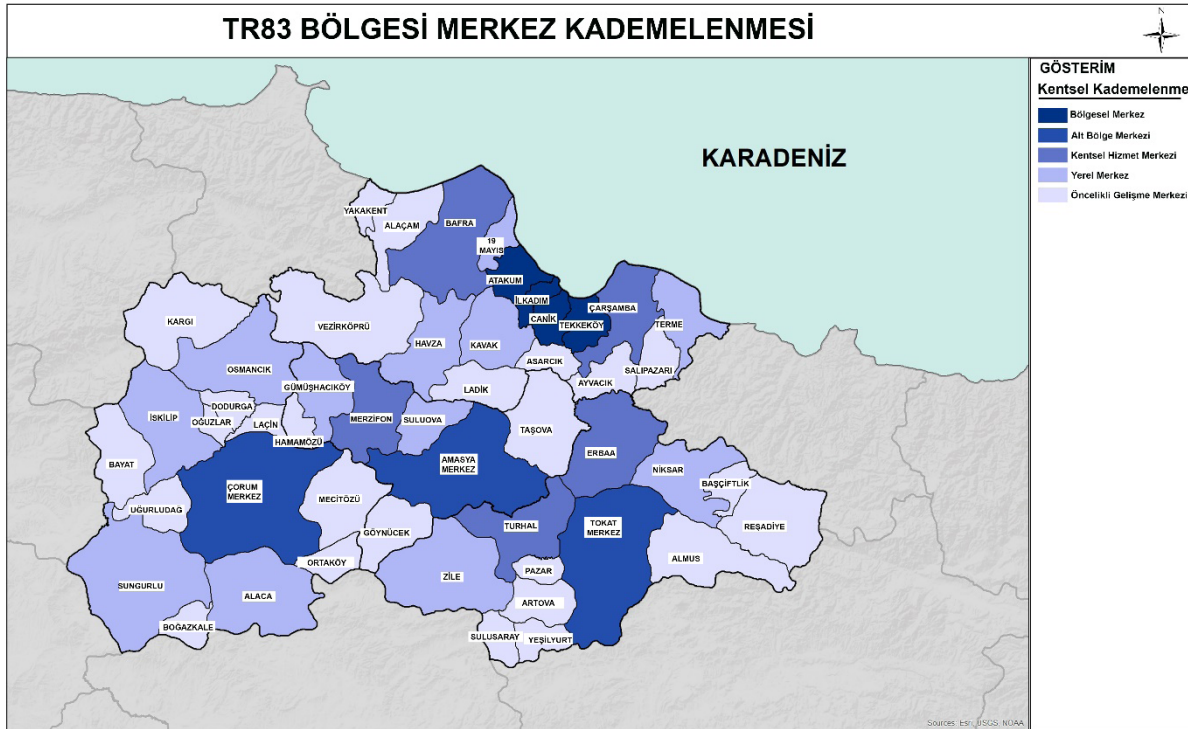 TR83 BÖLGESİ MERKEZ KADEMELENMESİ
N
GÖSTERİM
Kentsel Kademelenme
Bölgesel Merkez
Alt Bölge Merkezi
Kentsel Hizmet Merkezi
Yerel Merkez
Öncelikli Gelişme Merkezi
KARADENİZ
YAKAKENT
ALAÇAM
BAFRA
19
MAYIS
ATAKUM
İLKADIM
CANİK
TEKKEKÖY
ÇARŞAMBA
TERME
KARGI
VEZİRKÖPRÜ
HAVZA
KAVAK
ASARCIK
AYVACIK
SALIPAZARI
OSMANCIK
GÜMÜŞHACIKÖY
LADİK
DODURGA
OĞUZLAR
İSKİLİP
LAÇİN
HAMAMÖZÜ
MERZİFON
SULUOVA
TAŞOVA
ERBAA
BAYAT
ÇORUM
MERKEZ
AMASYA
MERKEZ
NİKSAR
BAŞÇİFTLİK
UĞURLUDAĞ
MECİTÖZÜ
GÖYNÜCEK
TURHAL
TOKAT
MERKEZ
REŞADİYE
ORTAKÖY
ALMUS
SUNGURLU
ALACA
ZİLE
PAZAR
ARTOVA
BOĞAZKALE
SULUSARAY
YEŞİLYURT
Sources: Esri, USGS, NOAA